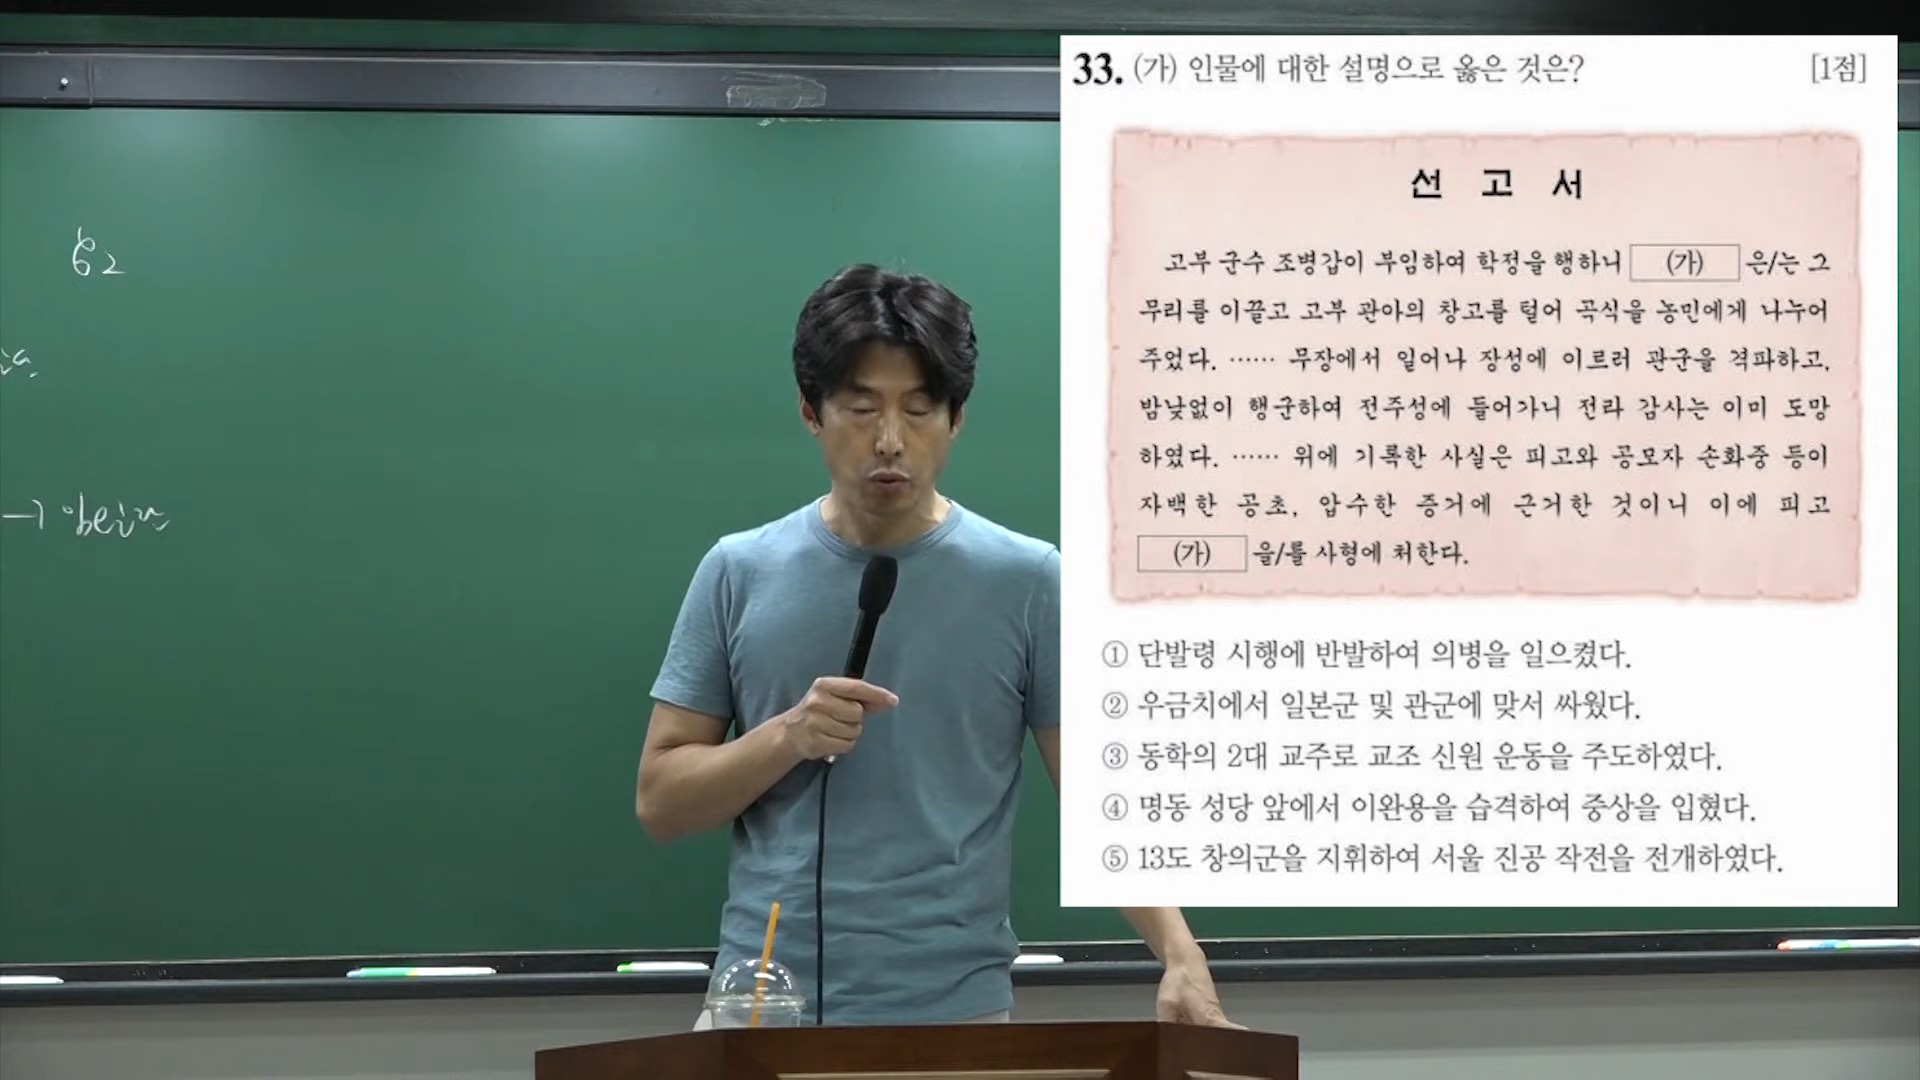 62
33. (가) 인물에 대한 설명으로 옳은 것은? [1점]
선 고 서
고부 군수 조병갑이 부임하여 학정을 행하니 (가) 은/는 그
무리를 이끌고 고부 관아의 창고를 털어 곡식을 농민에게 나누어
주었다. …… 무장에서 일어나 장성에 이르러 관군을 격파하고,
밤낮없이 행군하여 전주성에 들어가니 전라 감사는 이미 도망
하였다. …… 위에 기록한 사실은 피고와 공모자 손화중 등이
자백한 공초, 압수한 증거에 근거한 것이니 이에 피고
(가) 을/를 사형에 처한다.
① 단발령 시행에 반발하여 의병을 일으켰다.
② 우금치에서 일본군 및 관군에 맞서 싸웠다.
③ 동학의 2대 교주로 교조 신원 운동을 주도하였다.
④ 명동 성당 앞에서 이완용을 습격하여 중상을 입혔다.
⑤ 13도 창의군을 지휘하여 서울 진공 작전을 전개하였다.